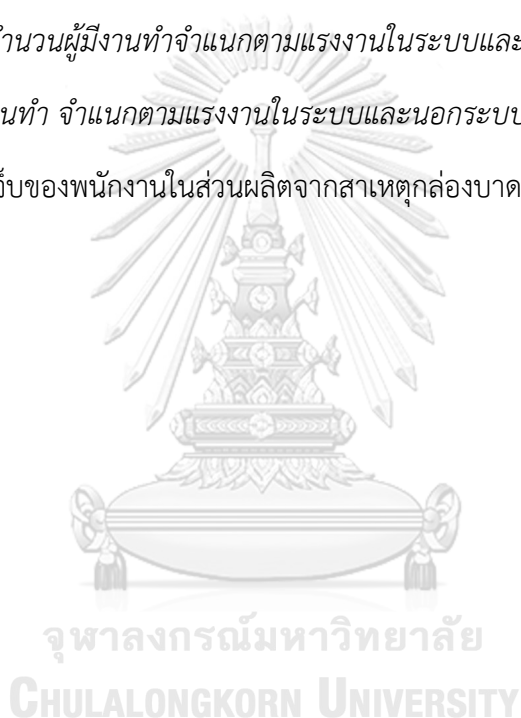 ำนวนผู้มีงานทำจำแนกตามแรงงานในระบบและ
นทำ จำแนกตามแรงงานในระบบและนอกระบบ
็บของพนักงานในส่วนผลิตจากสาเหตุกล่องบาด
จุฬาลงกรณ์มหาวิทยาลัย
CHULALONGKORN UNIVERSITY